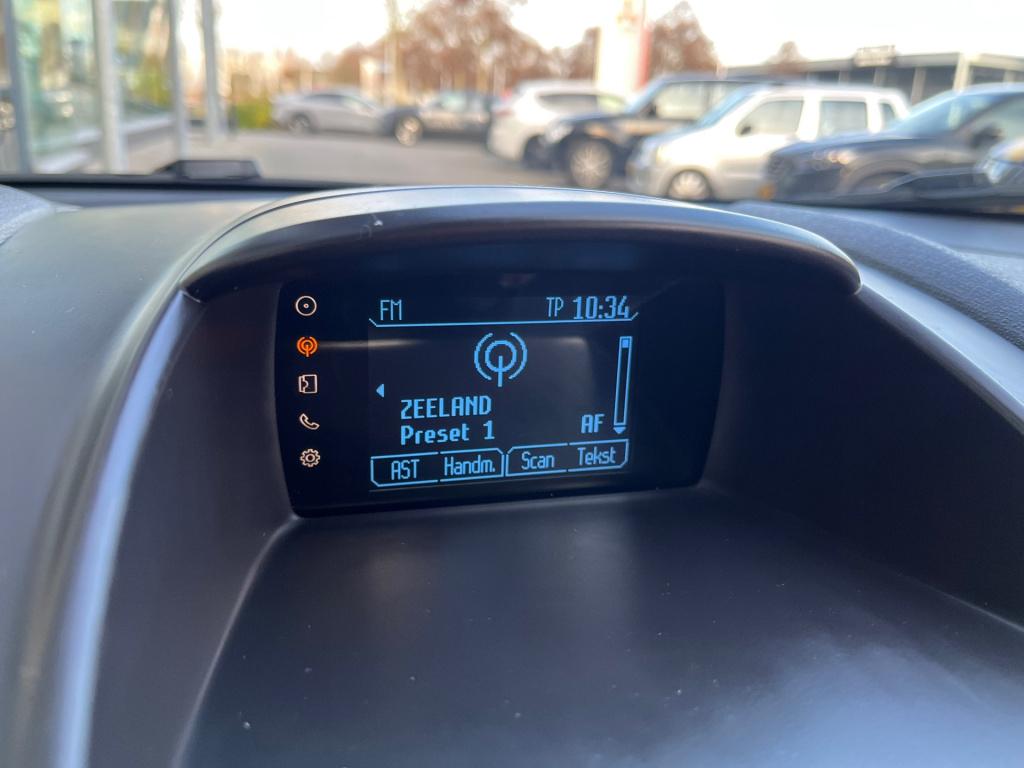 FM TP 10:34
ZEELAND
Preset 1 AF
AST Handm. Scan Tekst